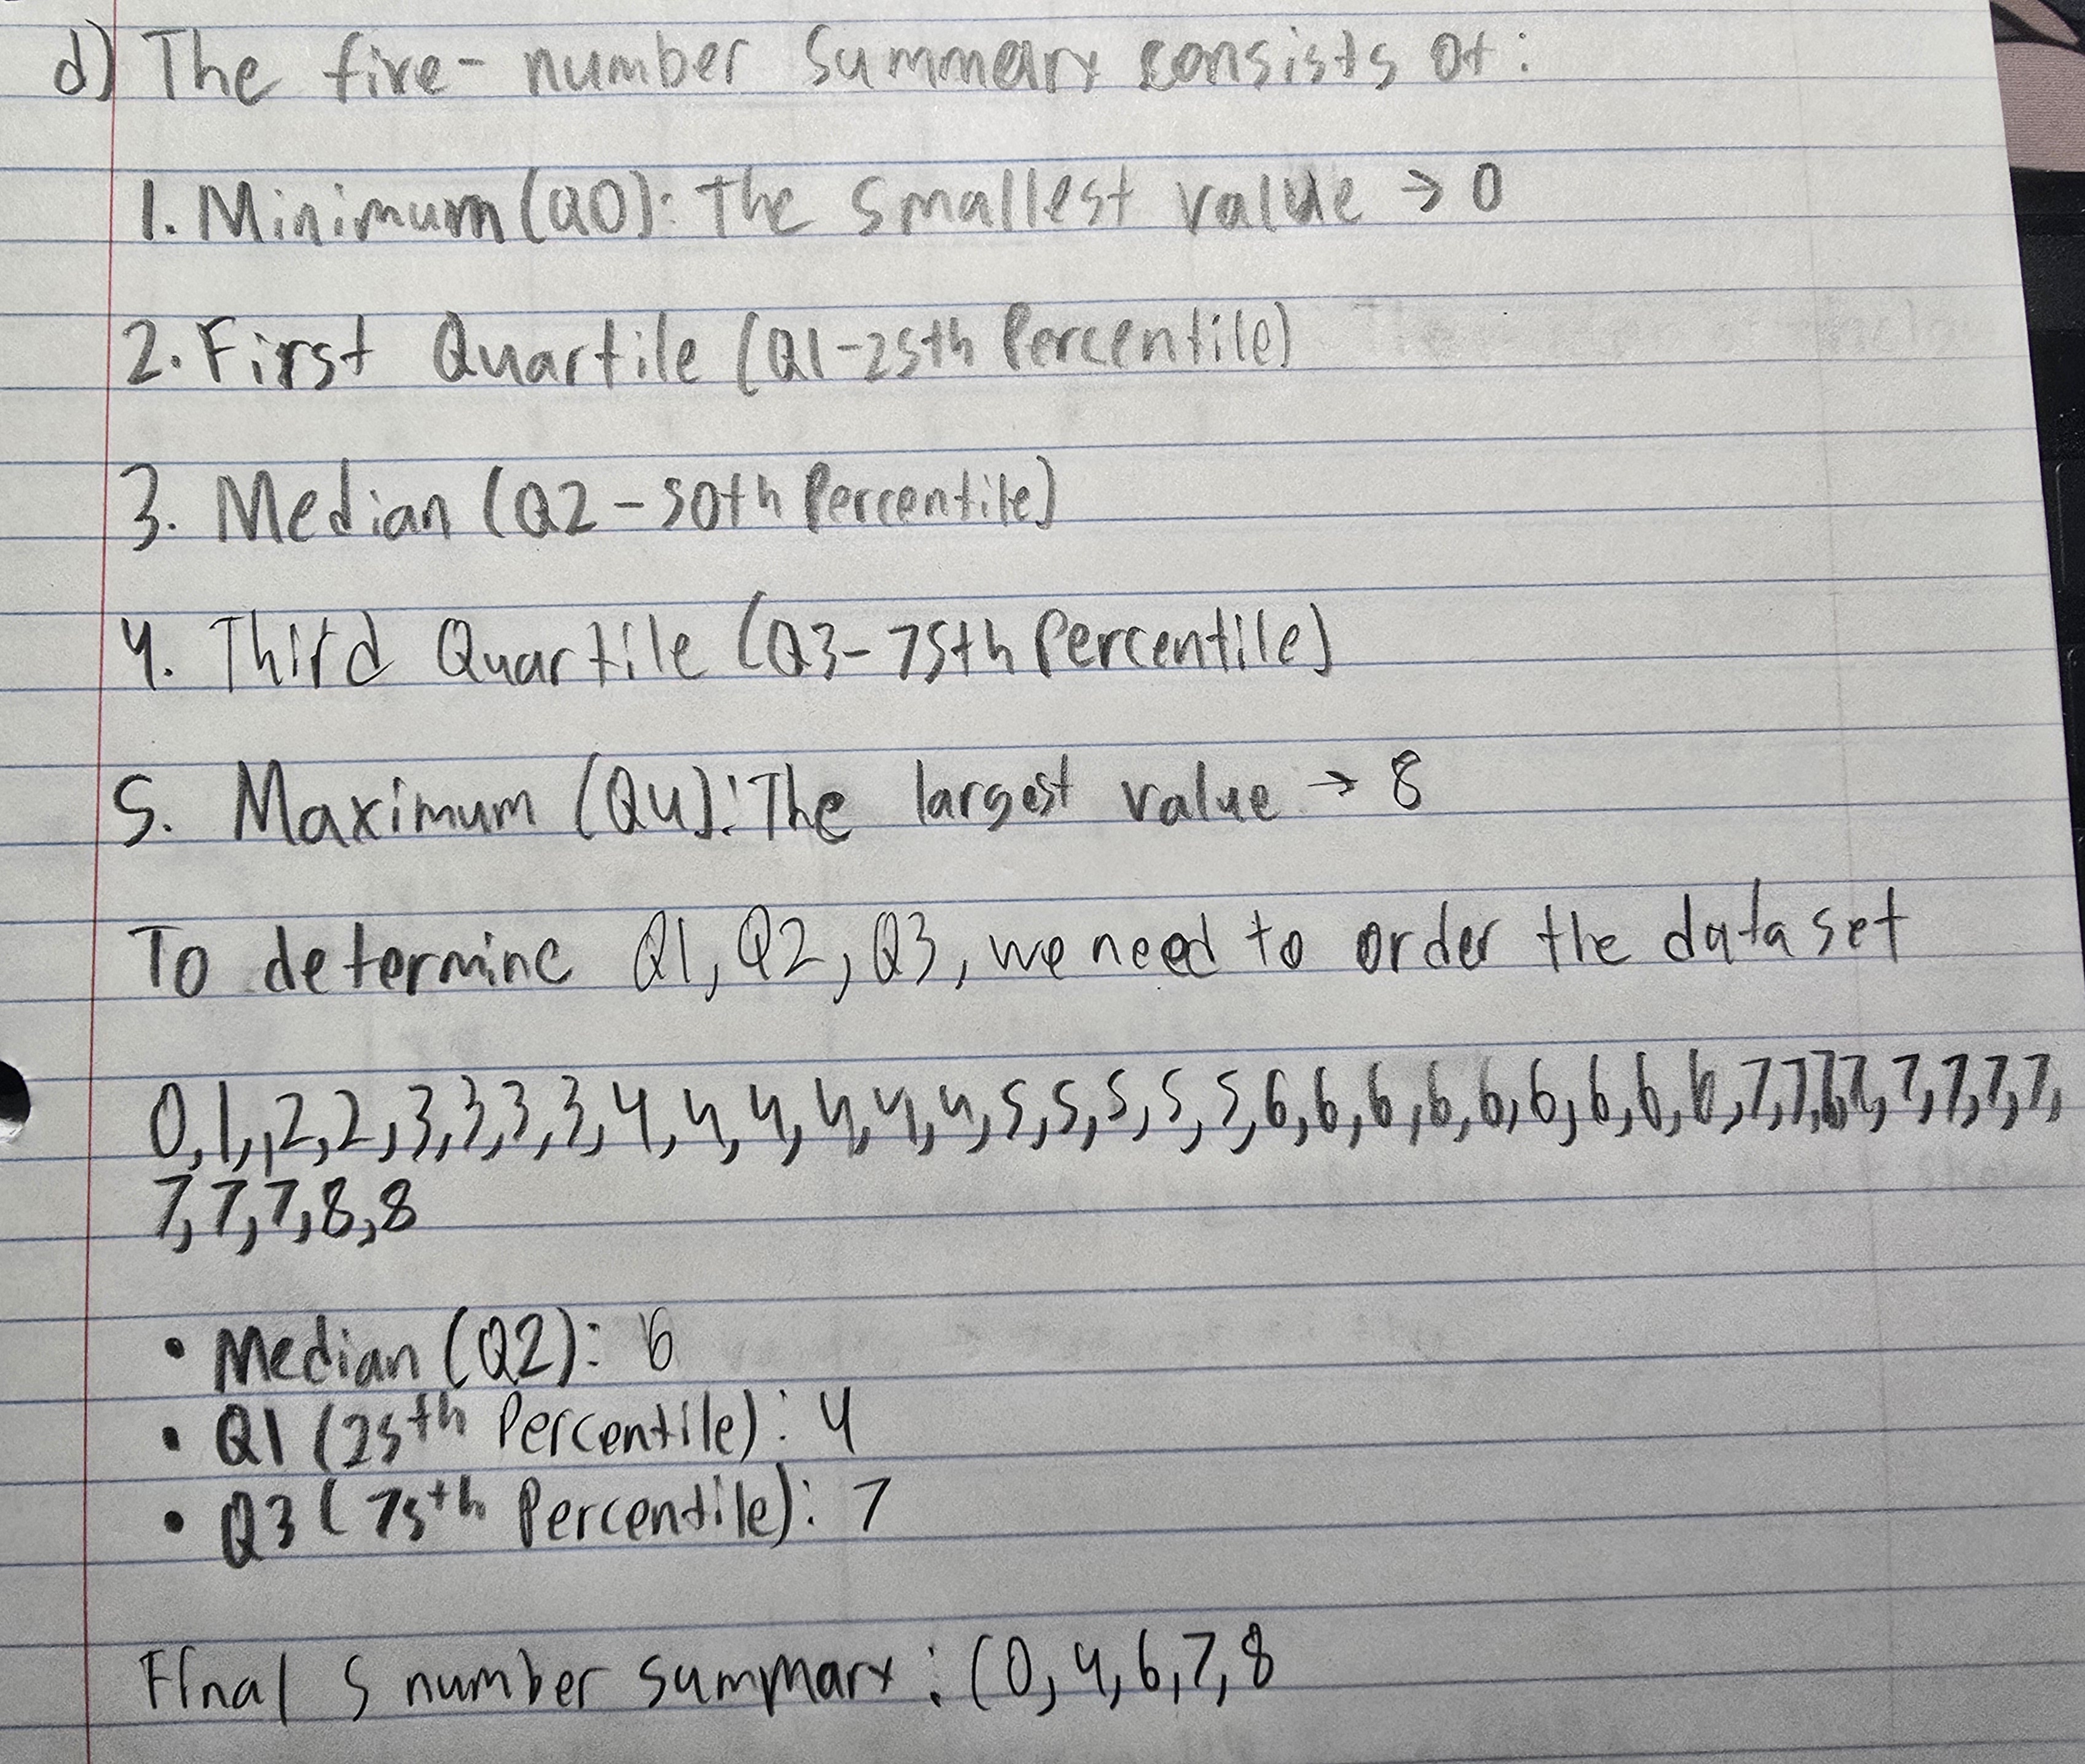 d) The five-number Summary consists of:
1. Minimum (Q0): The Smallest value → 0
2. First Quartile (Q1-25th Percentile)
3. Median (Q2-50th Percentile)
4. Third Quartile (Q3-75th Percentile)
5. Maximum (Q4): The largest value → 8
To determine Q1, Q2, Q3, we need to order the dataset
0,1,,2,2,3,3,3,3,4,4,4,4,4,4,5,5,5,5,5,6,6,6,6,6,6,6,6,6,7,7,7,7,7,7,7,7,
7,7,7,8,8
• Median (Q2): 6
• Q1 (25th Percentile): 4
• Q3 (75th Percentile): 7
FInal 5 number summary: (0,4,6,7,8